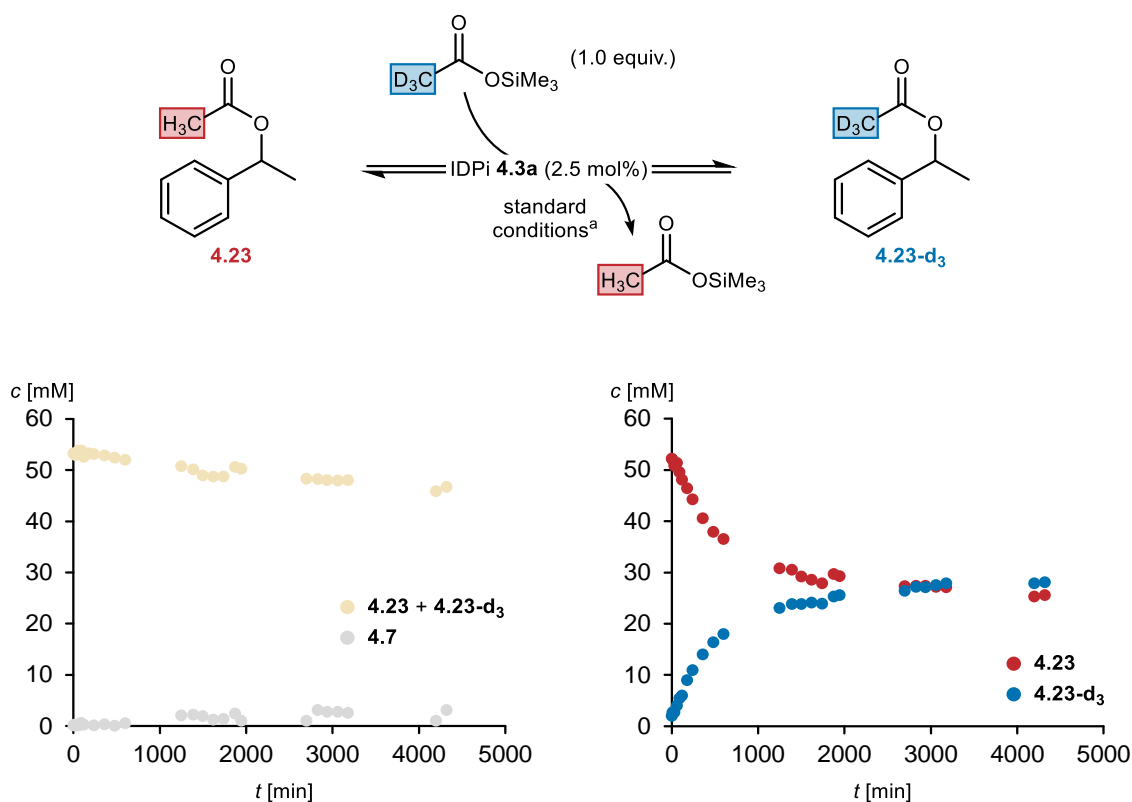 O
D₃C
OSiMe₃
(1.0 equiv.)
O
H₃C
O
IDPi 4.3a (2.5 mol%)
standard
conditionsᵃ
O
H₃C
OSiMe₃
4.23
O
D₃C
O
4.23-d₃
c [mM]
60
50
40
30
20
10
0
4.23 + 4.23-d₃
4.7
0
1000
2000
3000
4000
5000
t [min]
c [mM]
60
50
40
30
20
10
0
4.23
4.23-d₃
0
1000
2000
3000
4000
5000
t [min]